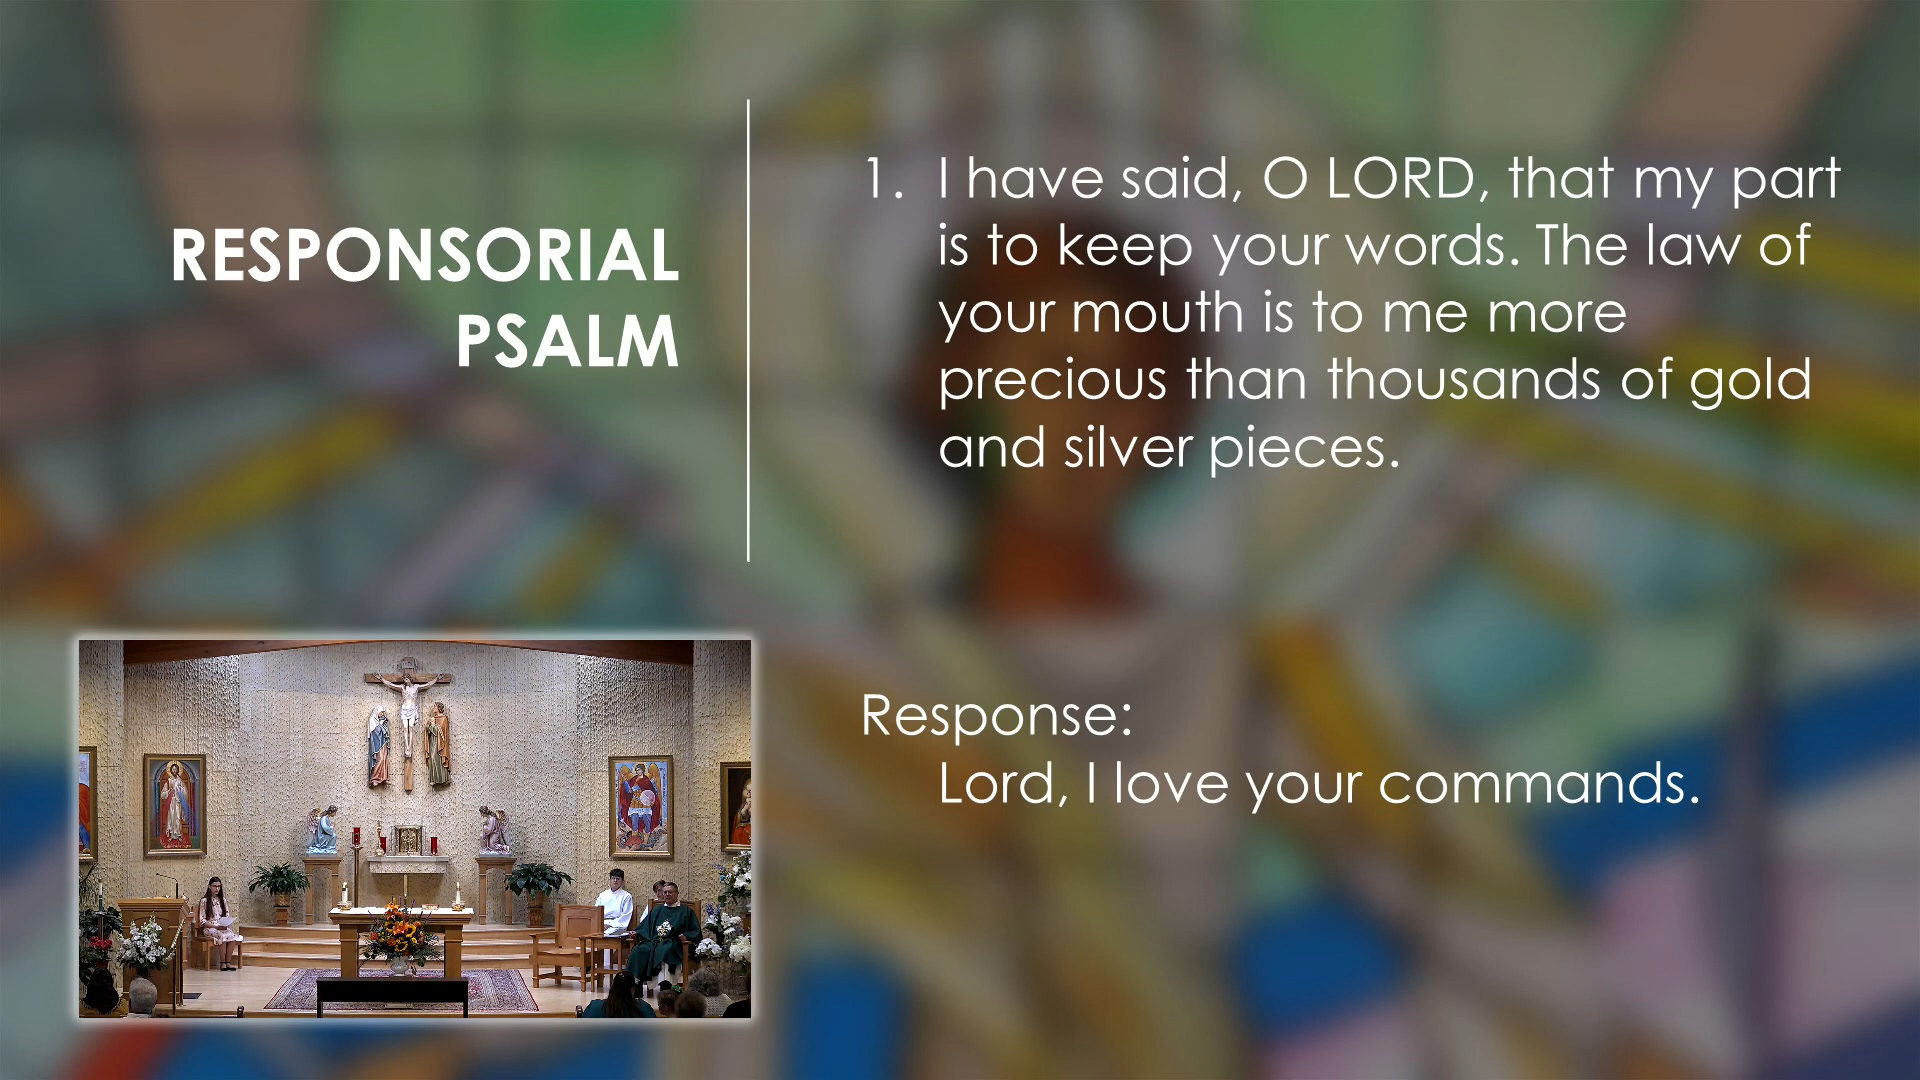 RESPONSORIAL
PSALM
1. I have said, O LORD, that my part
is to keep your words. The law of
your mouth is to me more
precious than thousands of gold
and silver pieces.
Response:
Lord, I love your commands.